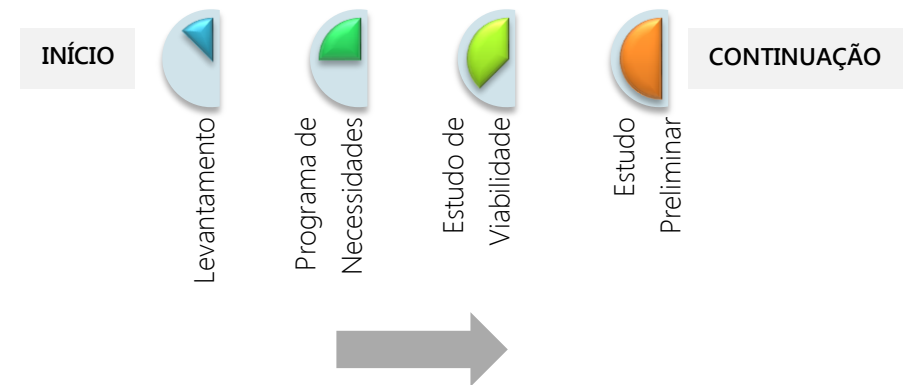 INÍCIO
Levantamento
Programa de
Necessidades
Estudo de
Viabilidade
Estudo
Preliminar
CONTINUAÇÃO